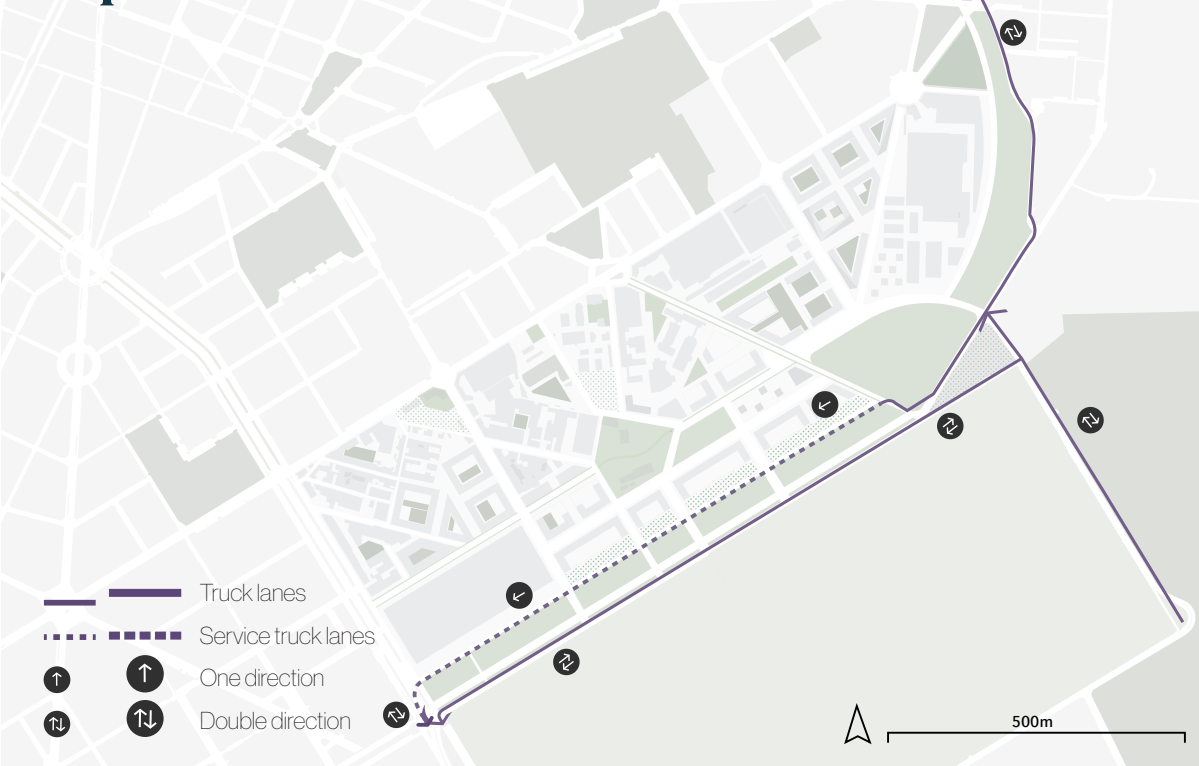 Truck lanes
Service truck lanes
One direction
Double direction
500m